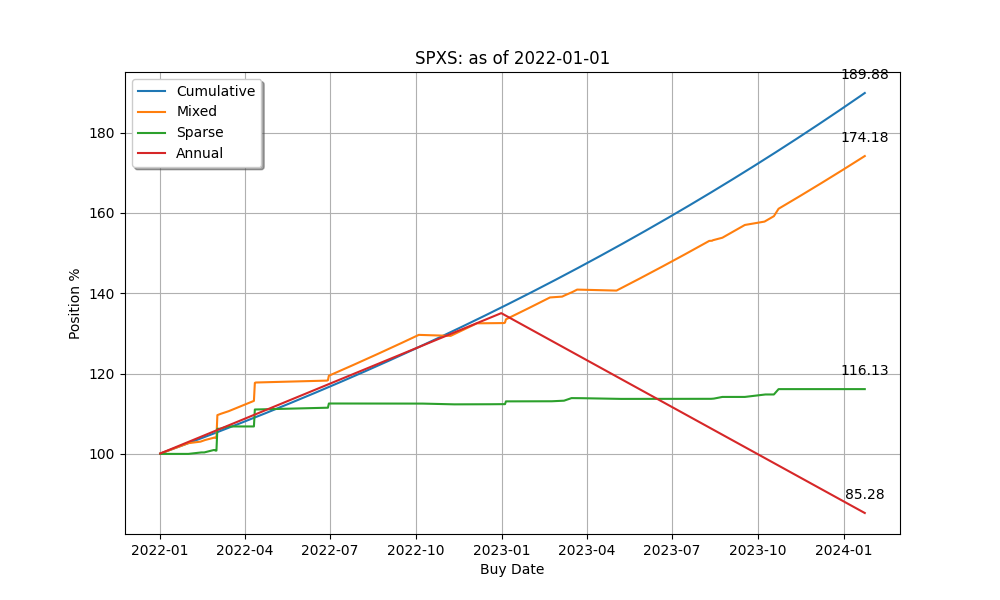 SPXS: as of 2022-01-01
189.88
Cumulative
Mixed
Sparse
Annual
174.18
116.13
85.28
180
160
140
120
100
Position %
2022-01 2022-04 2022-07 2022-10 2023-01 2023-04 2023-07 2023-10 2024-01
Buy Date